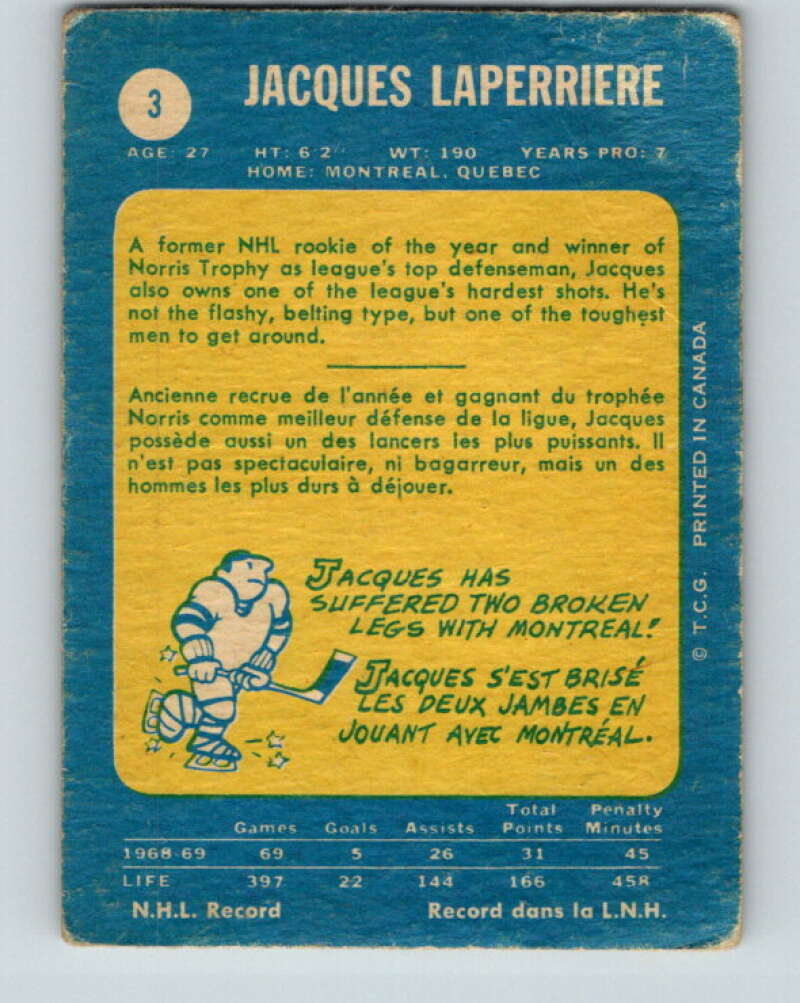 3
JACQUES LAPERRIERE
AGE: 27 HT: 6'2" WT: 190 YEARS PRO: 7
HOME: MONTREAL, QUEBEC
A former NHL rookie of the year and winner of
Norris Trophy as league's top defenseman, Jacques
also owns one of the league's hardest shots. He's
not the flashy, belting type, but one of the toughest
men to get around.
Ancienne recrue de l'année et gagnant du trophée
Norris comme meilleur défense de la ligue, Jacques
possède aussi un des lancers les plus puissants. Il
n'est pas spectaculaire, ni bagarreur, mais un des
hommes les plus durs à déjouer.
JACQUES HAS
SUFFERED TWO BROKEN
LEGS WITH MONTREAL!
JACQUES S'EST BRISÉ
LES DEUX JAMBES EN
JOUANT AVEC MONTRÉAL.
© T.C.G. PRINTED IN CANADA
Total Penalty
Games Goals Assists Points Minutes
1968-69 69 5 26 31 45
LIFE 397 22 144 166 458
N.H.L. Record Record dans la L.N.H.